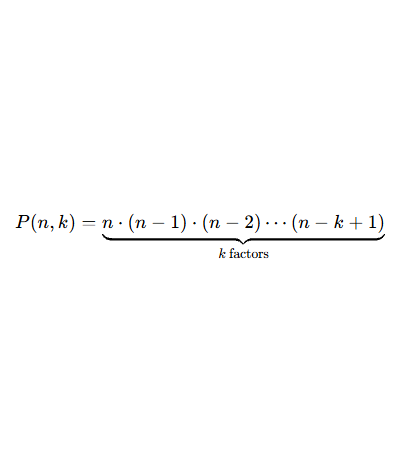 P(n, k) = n · (n − 1) · (n − 2) ⋯ (n − k + 1)
k factors